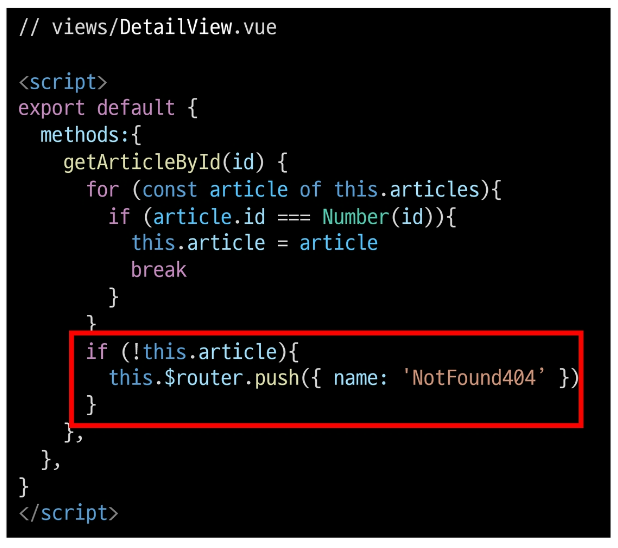 // views/DetailView.vue
<script>
export default {
methods:{
getArticleById(id) {
for (const article of this.articles){
if (article.id === Number(id)){
this.article = article
break
}
}
if (!this.article){
this.$router.push({ name: 'NotFound404’ })
}
},
},
}
</script>